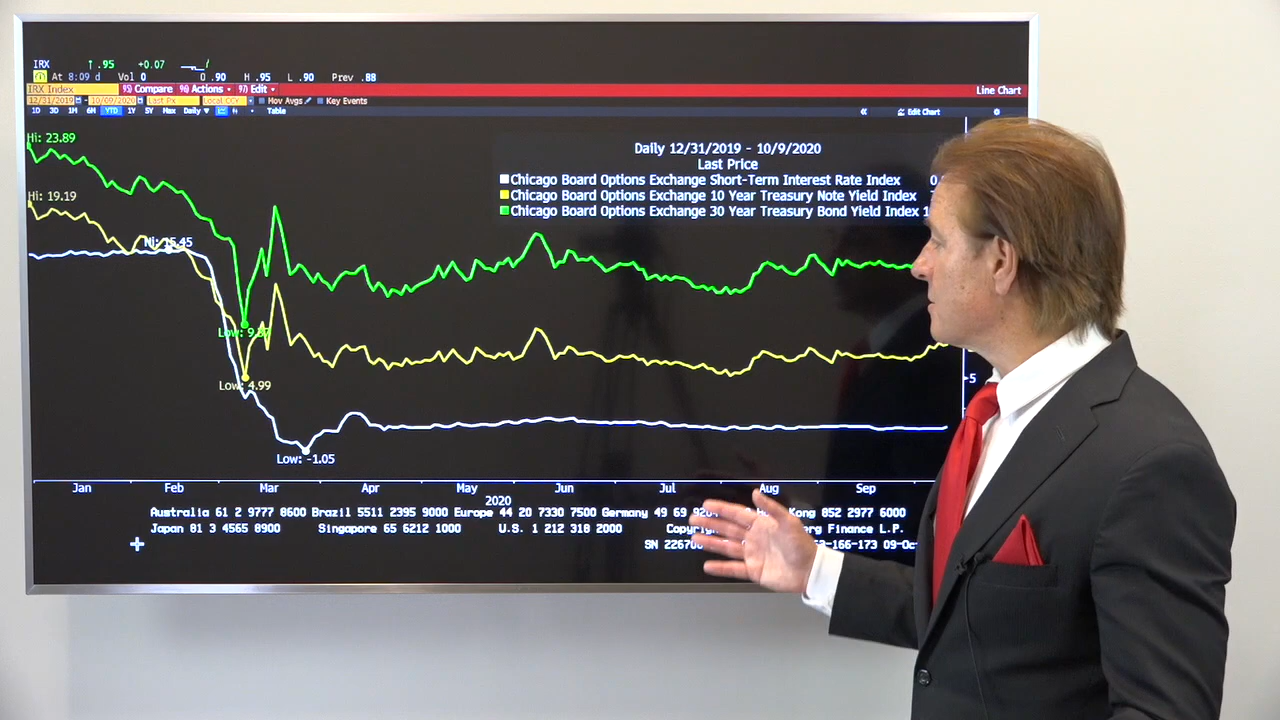 IRX ↑ .95 +0.07
At 8:09 d Vol 0 O .90 H .95 L .90 Prev .88
IRX Index 95) Compare 96) Actions 97) Edit Line Chart
12/31/2019 - 10/09/2020 Last Px Local CCY Mov Avgs Key Events
1D 3D 1M 6M YTD 1Y 5Y Max Daily Table « Edit Chart
Hi: 23.89
Daily 12/31/2019 - 10/9/2020
Last Price
Chicago Board Options Exchange Short-Term Interest Rate Index
Chicago Board Options Exchange 10 Year Treasury Note Yield Index
Chicago Board Options Exchange 30 Year Treasury Bond Yield Index
Hi: 19.19
Hi: 15.45
Low: 9.37
Low: 4.99
5
Low: -1.05
Jan Feb Mar Apr May Jun Jul Aug Sep
2020
Australia 61 2 9777 8600 Brazil 5511 2395 9000 Europe 44 20 7330 7500 Germany 49 69 Kong 852 2977 6000
Japan 81 3 4565 8900 Singapore 65 6212 1000 U.S. 1 212 318 2000 Finance L.P.
SN